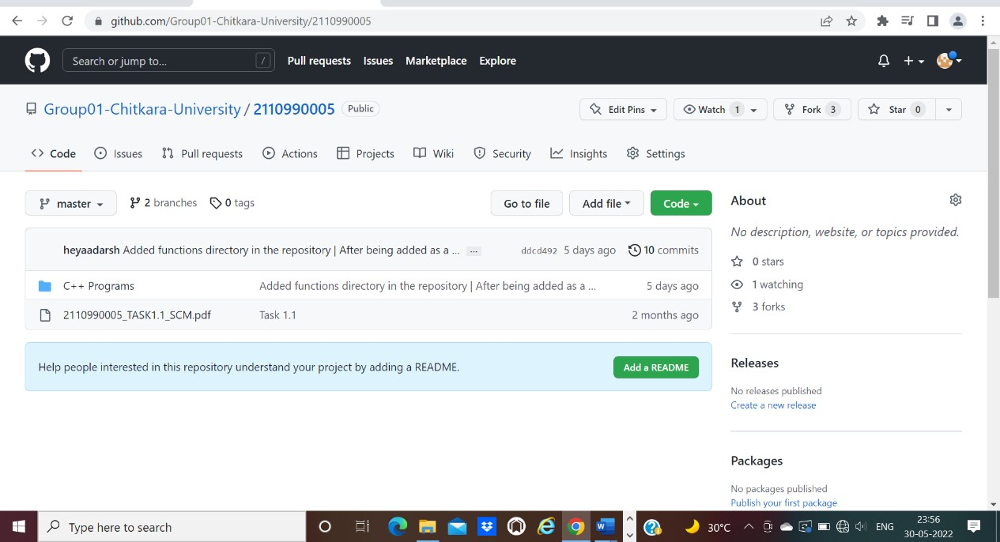 github.com/Group01-Chitkara-University/2110990005
Search or jump to... / Pull requests Issues Marketplace Explore
Group01-Chitkara-University / 2110990005 Public Edit Pins Watch 1 Fork 3 Star 0
Code Issues Pull requests Actions Projects Wiki Security Insights Settings
master 2 branches 0 tags Go to file Add file Code
heyaadarsh Added functions directory in the repository | After being added as a ... ... ddcd492 5 days ago 10 commits
C++ Programs Added functions directory in the repository | After being added as a ... 5 days ago
2110990005_TASK1.1_SCM.pdf Task 1.1 2 months ago
Help people interested in this repository understand your project by adding a README. Add a README
About
No description, website, or topics provided.
0 stars
1 watching
3 forks
Releases
No releases published
Create a new release
Packages
No packages published
Publish your first package
Type here to search 30°C ENG 23:56
30-05-2022